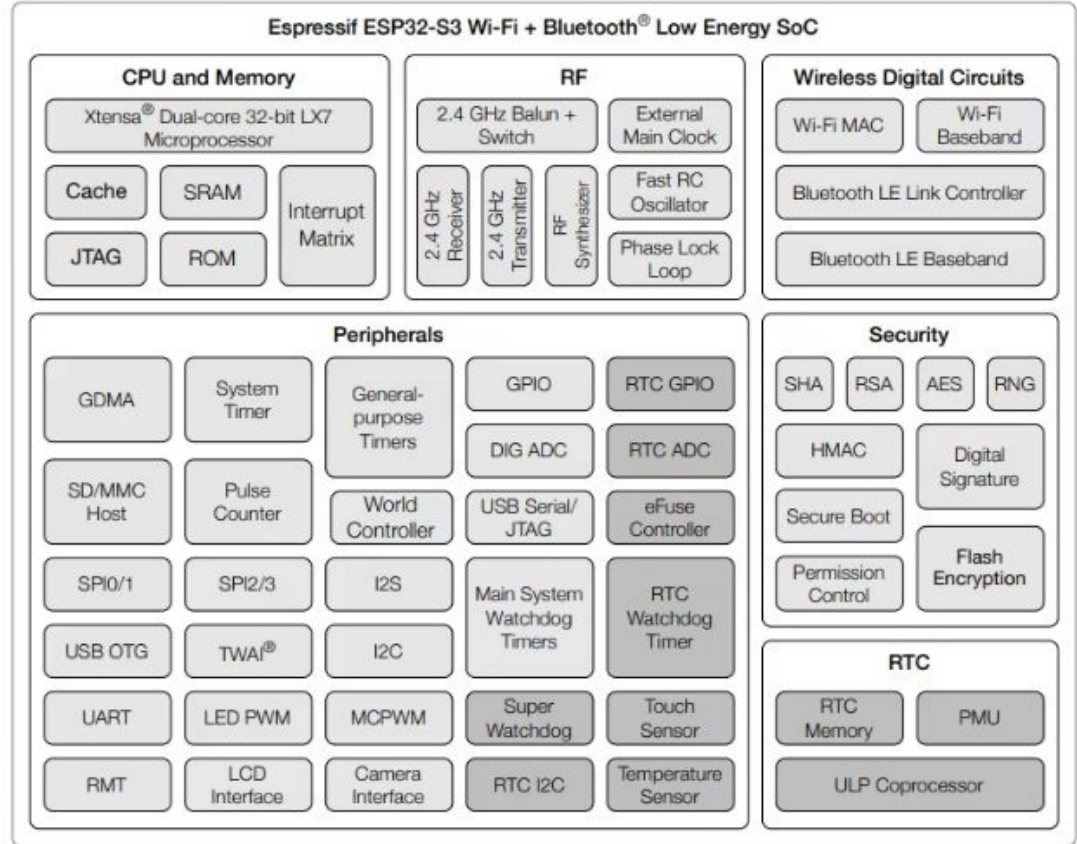 Espressif ESP32-S3 Wi-Fi + Bluetooth® Low Energy SoC
CPU and Memory
Xtensa® Dual-core 32-bit LX7
Microprocessor
Cache
SRAM
Interrupt
Matrix
JTAG
ROM
RF
2.4 GHz Balun +
Switch
External
Main Clock
2.4 GHz
Receiver
2.4 GHz
Transmitter
RF
Synthesizer
Fast RC
Oscillator
Phase Lock
Loop
Wireless Digital Circuits
Wi-Fi MAC
Wi-Fi
Baseband
Bluetooth LE Link Controller
Bluetooth LE Baseband
Peripherals
GDMA
System
Timer
General-
purpose
Timers
GPIO
RTC GPIO
DIG ADC
RTC ADC
SD/MMC
Host
Pulse
Counter
World
Controller
USB Serial/
JTAG
eFuse
Controller
SPI0/1
SPI2/3
I2S
Main System
Watchdog
Timers
RTC
Watchdog
Timer
USB OTG
TWAI®
I2C
UART
LED PWM
MCPWM
Super
Watchdog
Touch
Sensor
RMT
LCD
Interface
Camera
Interface
RTC I2C
Temperature
Sensor
Security
SHA
RSA
AES
RNG
HMAC
Digital
Signature
Secure Boot
Flash
Encryption
Permission
Control
RTC
RTC
Memory
PMU
ULP Coprocessor